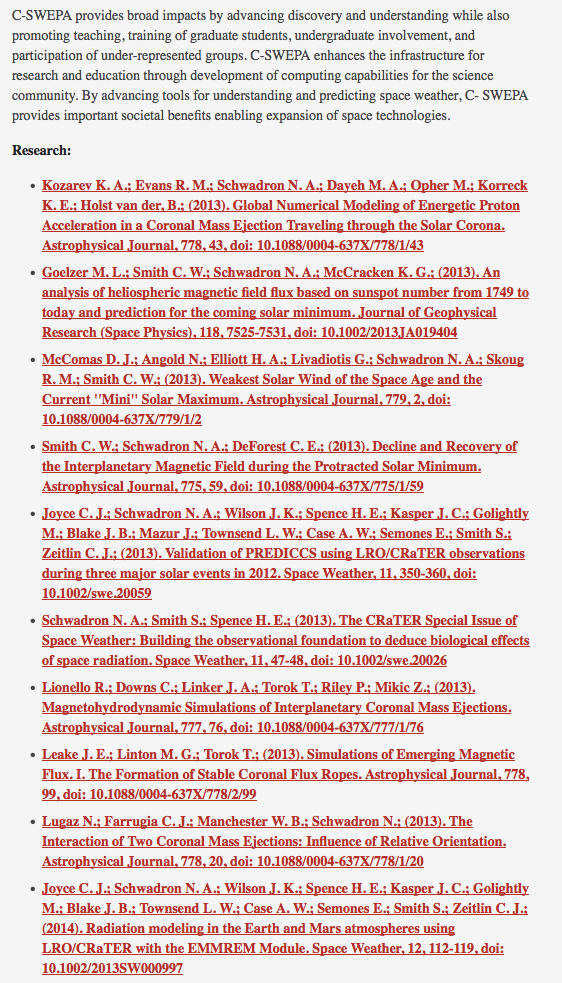 C-SWEPA provides broad impacts by advancing discovery and understanding while also
promoting teaching, training of graduate students, undergraduate involvement, and
participation of under-represented groups. C-SWEPA enhances the infrastructure for
research and education through development of computing capabilities for the science
community. By advancing tools for understanding and predicting space weather, C- SWEPA
provides important societal benefits enabling expansion of space technologies.
Research:
• Kozarev K. A.; Evans R. M.; Schwadron N. A.; Dayeh M. A.; Opher M.; Korreck
K. E.; Holst van der, B.; (2013). Global Numerical Modeling of Energetic Proton
Acceleration in a Coronal Mass Ejection Traveling through the Solar Corona.
Astrophysical Journal, 778, 43, doi: 10.1088/0004-637X/778/1/43
• Goelzer M. L.; Smith C. W.; Schwadron N. A.; McCracken K. G.; (2013). An
analysis of heliospheric magnetic field flux based on sunspot number from 1749 to
today and prediction for the coming solar minimum. Journal of Geophysical
Research (Space Physics), 118, 7525-7531, doi: 10.1002/2013JA019404
• McComas D. J.; Angold N.; Elliott H. A.; Livadiotis G.; Schwadron N. A.; Skoug
R. M.; Smith C. W.; (2013). Weakest Solar Wind of the Space Age and the
Current "Mini" Solar Maximum. Astrophysical Journal, 779, 2, doi:
10.1088/0004-637X/779/1/2
• Smith C. W.; Schwadron N. A.; DeForest C. E.; (2013). Decline and Recovery of
the Interplanetary Magnetic Field during the Protracted Solar Minimum.
Astrophysical Journal, 775, 59, doi: 10.1088/0004-637X/775/1/59
• Joyce C. J.; Schwadron N. A.; Wilson J. K.; Spence H. E.; Kasper J. C.; Golightly
M.; Blake J. B.; Mazur J.; Townsend L. W.; Case A. W.; Semones E.; Smith S.;
Zeitlin C. J.; (2013). Validation of PREDICCS using LRO/CRaTER observations
during three major solar events in 2012. Space Weather, 11, 350-360, doi:
10.1002/swe.20059
• Schwadron N. A.; Smith S.; Spence H. E.; (2013). The CRaTER Special Issue of
Space Weather: Building the observational foundation to deduce biological effects
of space radiation. Space Weather, 11, 47-48, doi: 10.1002/swe.20026
• Lionello R.; Downs C.; Linker J. A.; Torok T.; Riley P.; Mikic Z.; (2013).
Magnetohydrodynamic Simulations of Interplanetary Coronal Mass Ejections.
Astrophysical Journal, 777, 76, doi: 10.1088/0004-637X/777/1/76
• Leake J. E.; Linton M. G.; Torok T.; (2013). Simulations of Emerging Magnetic
Flux. I. The Formation of Stable Coronal Flux Ropes. Astrophysical Journal, 778,
99, doi: 10.1088/0004-637X/778/2/99
• Lugaz N.; Farrugia C. J.; Manchester W. B.; Schwadron N.; (2013). The
Interaction of Two Coronal Mass Ejections: Influence of Relative Orientation.
Astrophysical Journal, 778, 20, doi: 10.1088/0004-637X/778/1/20
• Joyce C. J.; Schwadron N. A.; Wilson J. K.; Spence H. E.; Kasper J. C.; Golightly
M.; Blake J. B.; Townsend L. W.; Case A. W.; Semones E.; Smith S.; Zeitlin C. J.;
(2014). Radiation modeling in the Earth and Mars atmospheres using
LRO/CRaTER with the EMMREM Module. Space Weather, 12, 112-119, doi:
10.1002/2013SW000997